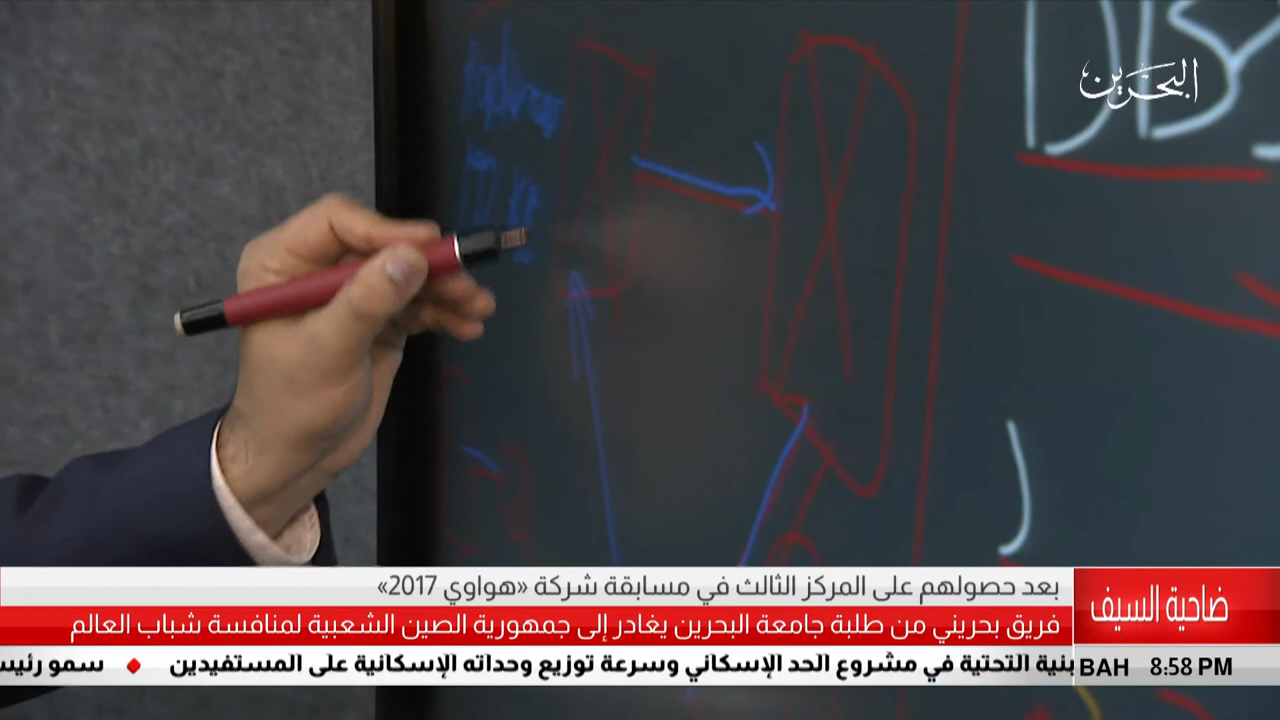 البحرين
بعد حصولهم على المركز الثالث في مسابقة شركة «هواوي 2017»
ضاحية السيف
فريق بحريني من طلبة جامعة البحرين يغادر إلى جمهورية الصين الشعبية لمنافسة شباب العالم
BAH 8:58 PM
بنية التحتية في مشروع الحد الإسكاني وسرعة توزيع وحداته الإسكانية على المستفيدين ♦ سمو رئيس